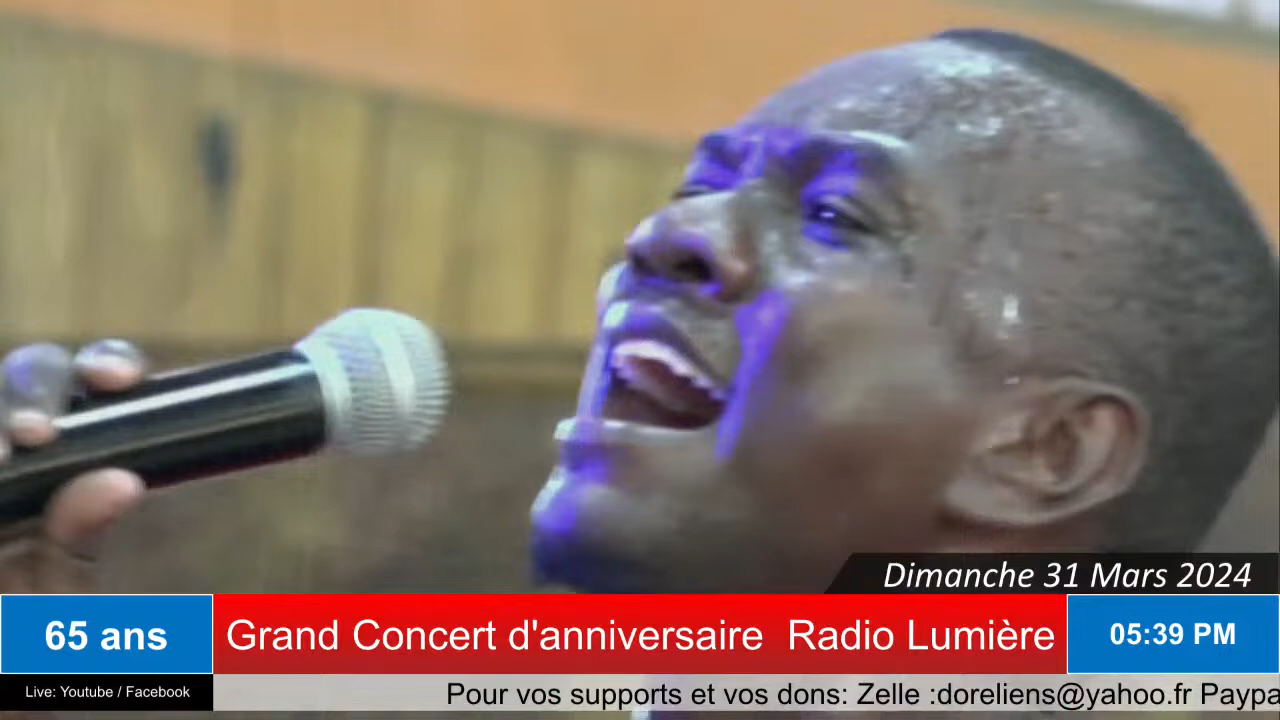 Dimanche 31 Mars 2024
65 ans
Grand Concert d'anniversaire Radio Lumière
05:39 PM
Live: Youtube / Facebook
Pour vos supports et vos dons: Zelle :doreliens@yahoo.fr Paypa